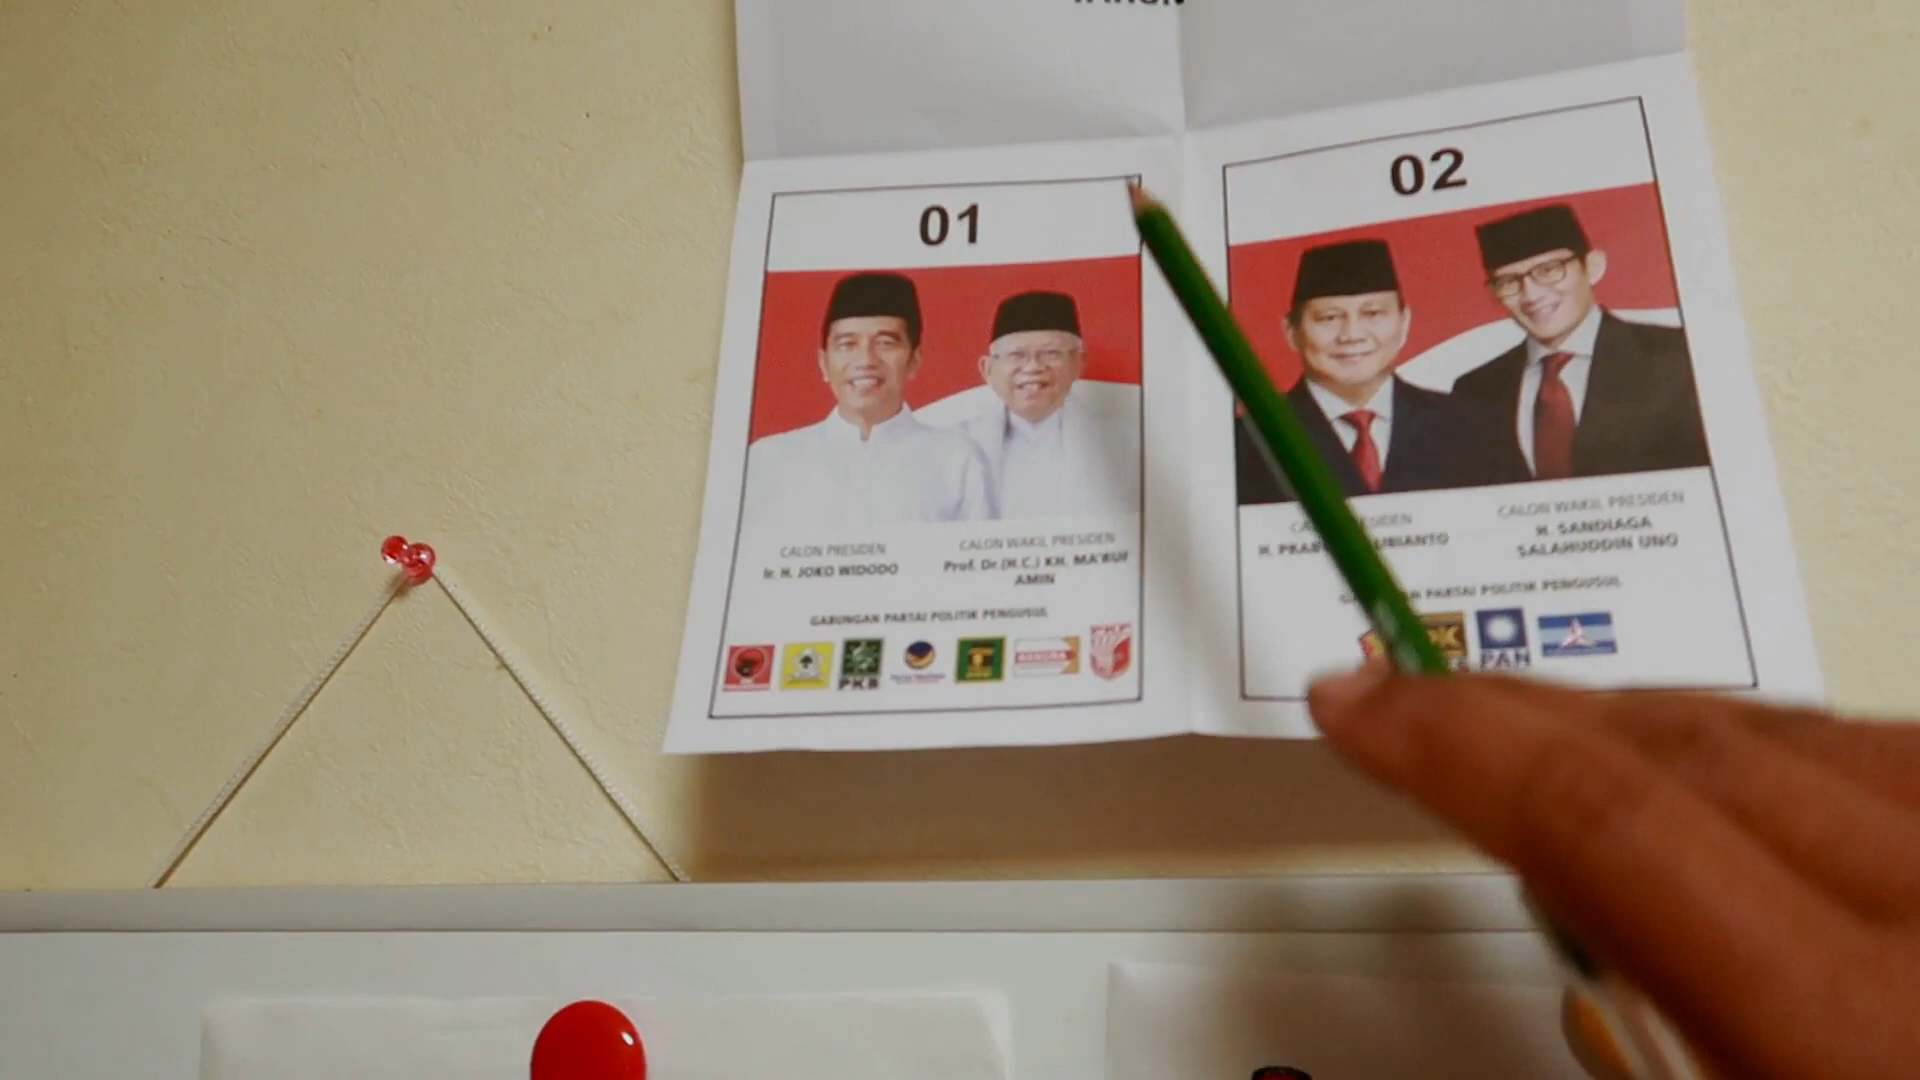 01
CALON PRESIDEN
Ir. H. JOKO WIDODO
CALON WAKIL PRESIDEN
Prof. Dr.(H.C.) KH. MA'RUF
AMIN
GABUNGAN PARTAI POLITIK PENGUSUL
PKB
HANURA
02
H.
CALON WAKIL PRESIDEN
H. SANDIAGA
SALAHUDDIN UNO
PARTAI POLITIK PENGUSUL
PAN